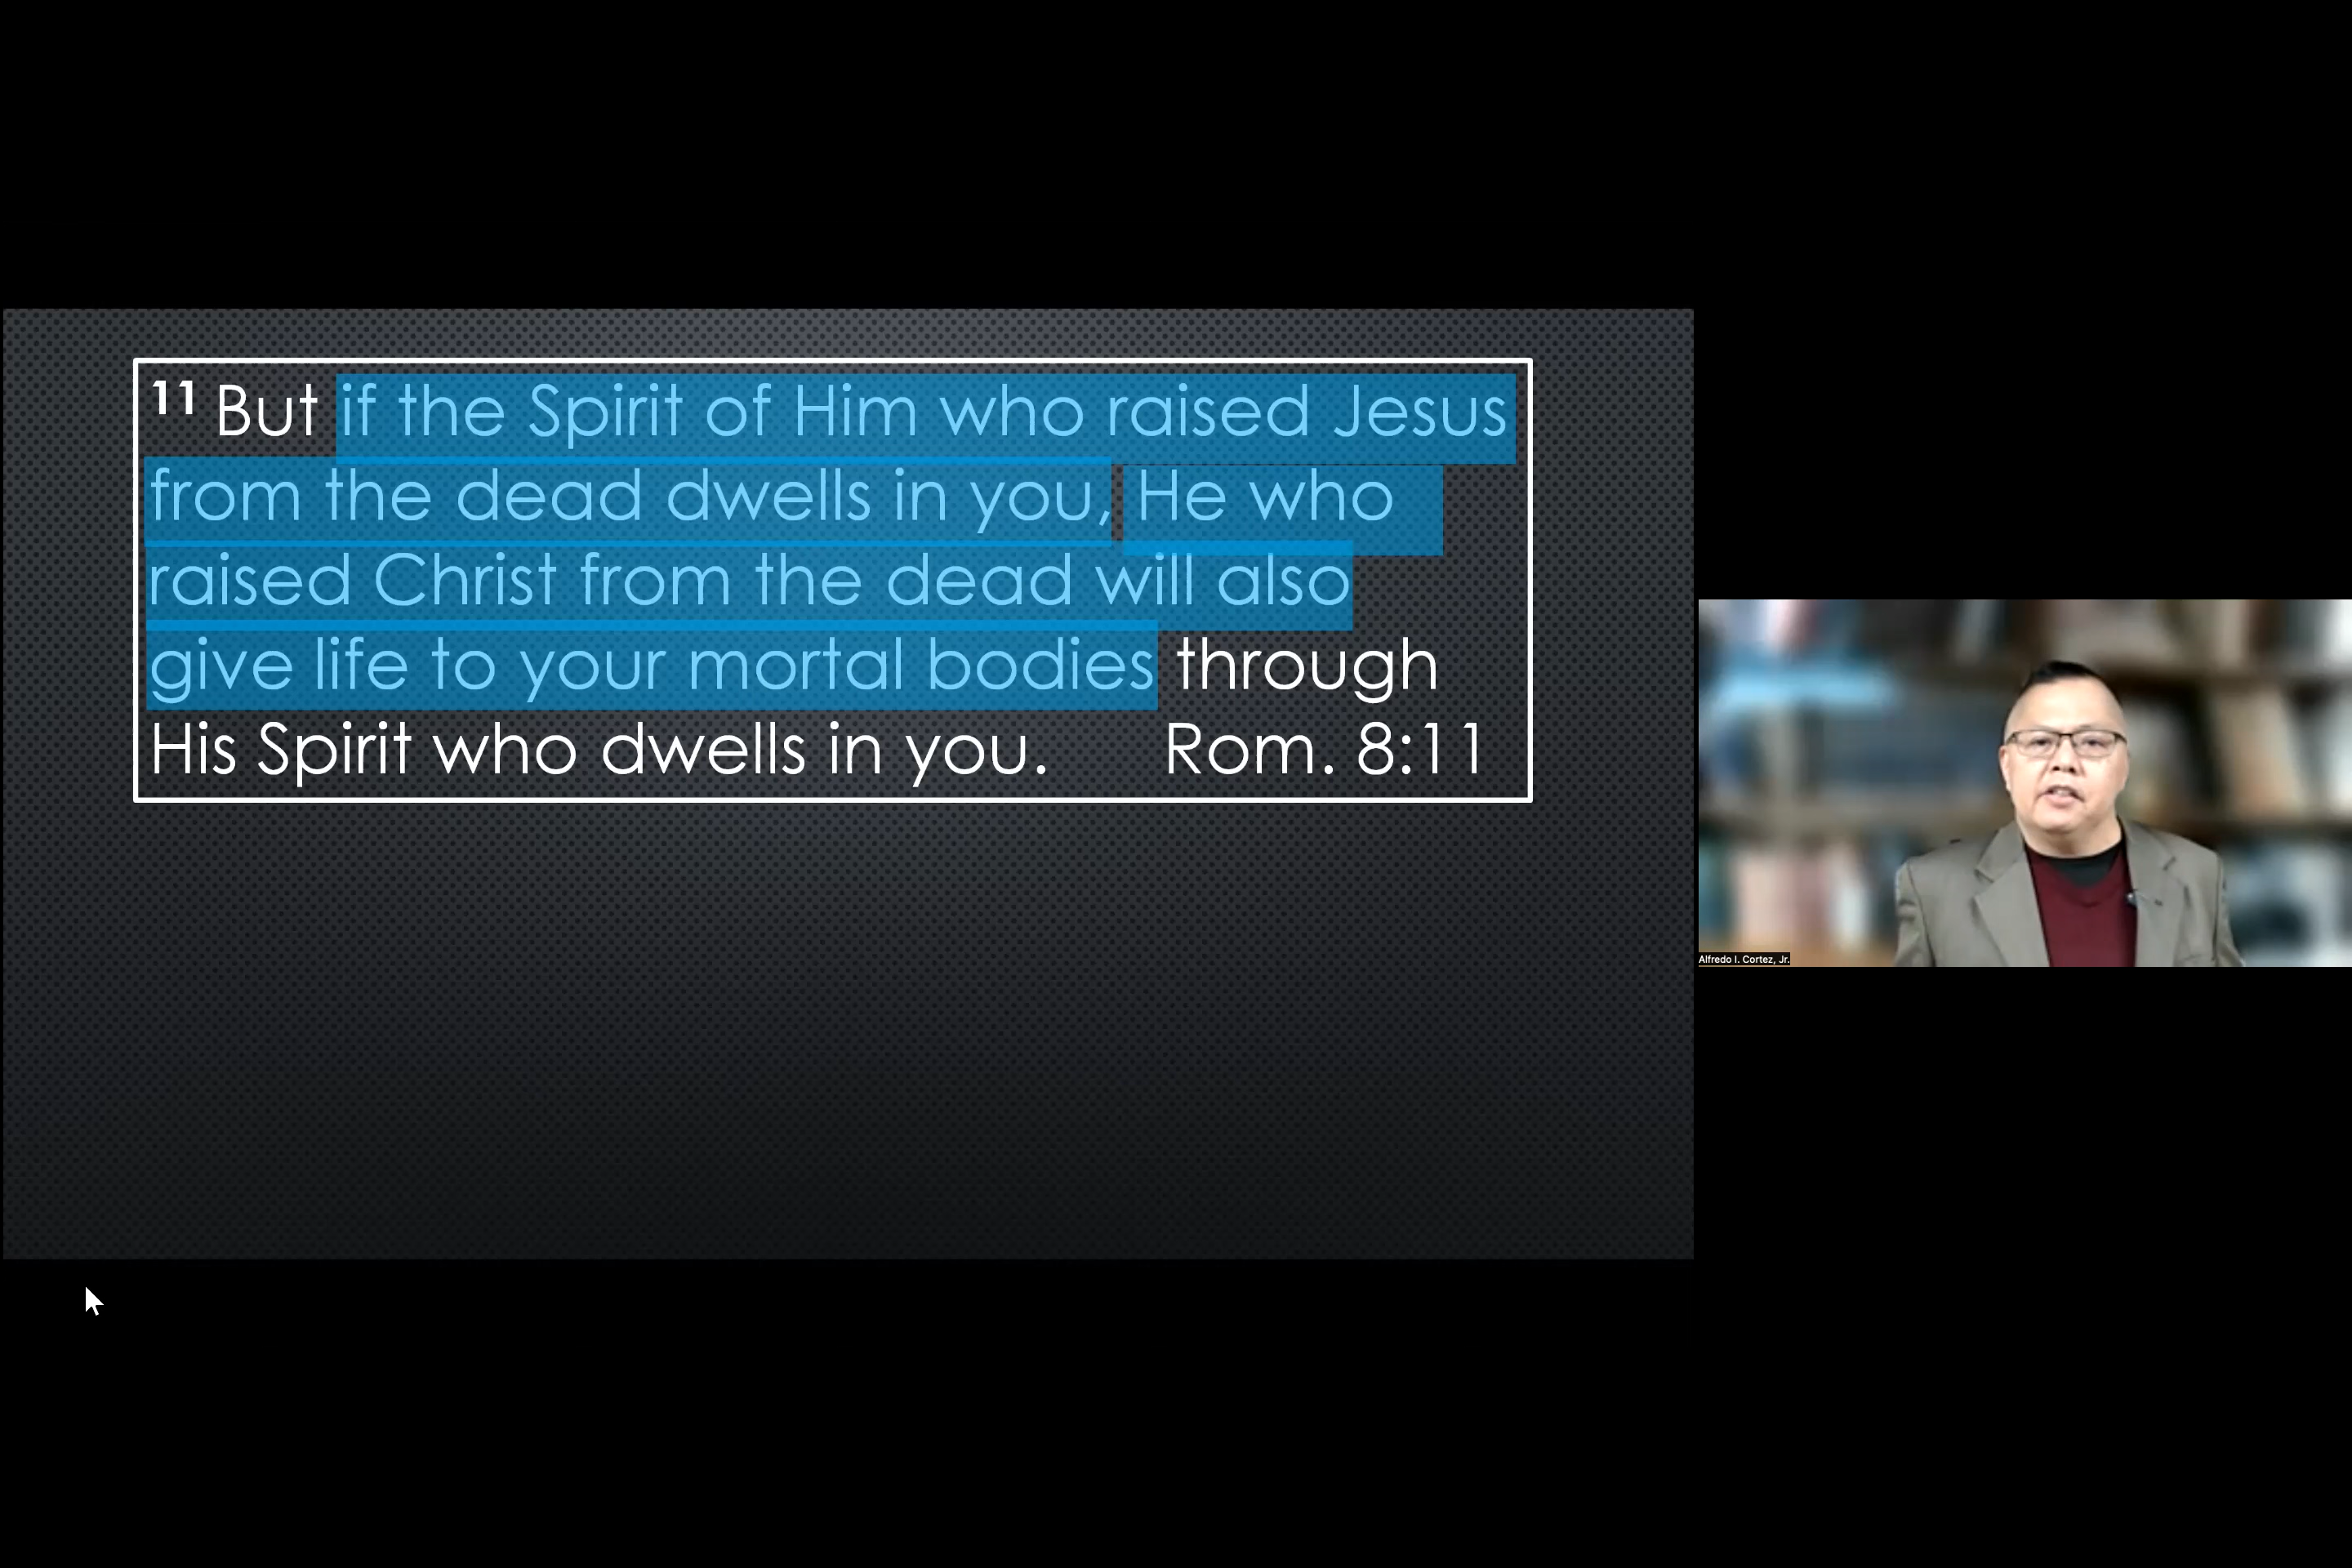 11 But if the Spirit of Him who raised Jesus
from the dead dwells in you, He who
raised Christ from the dead will also
give life to your mortal bodies through
His Spirit who dwells in you. Rom. 8:11
Alfredo I. Cortez, Jr.